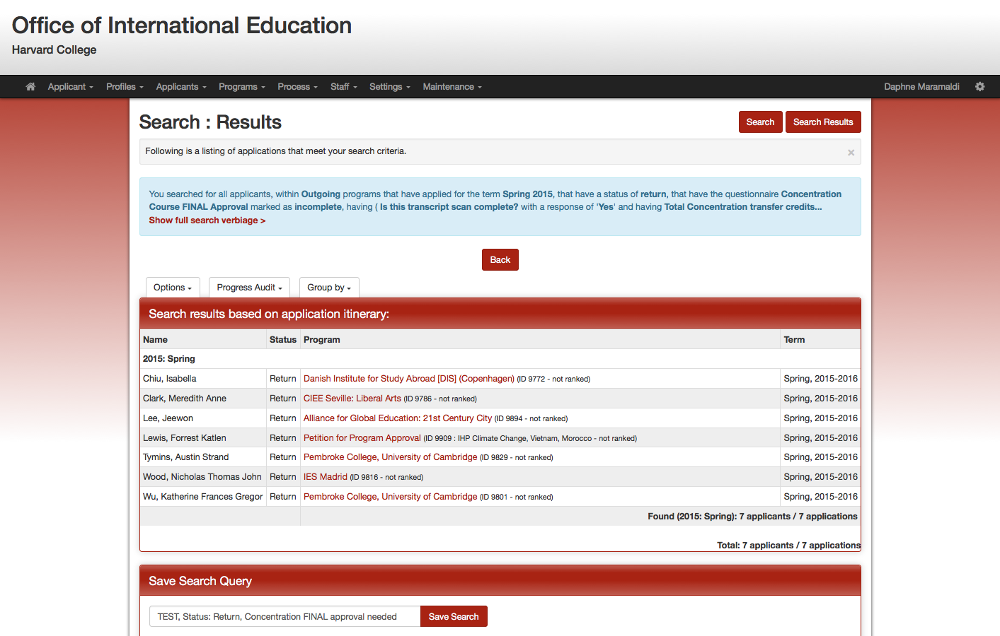 Office of International Education
Harvard College
Applicant Profiles Applicants Programs Process Staff Settings Maintenance Daphne Maramaldi
Search : Results
Search Search Results
Following is a listing of applications that meet your search criteria. ×
You searched for all applicants, within Outgoing programs that have applied for the term Spring 2015, that have a status of return, that have the questionnaire Concentration
Course FINAL Approval marked as incomplete, having ( Is this transcript scan complete? with a response of 'Yes' and having Total Concentration transfer credits...
Show full search verbiage >
Back
Options Progress Audit Group by
Search results based on application itinerary:
Name Status Program Term
2015: Spring
Chiu, Isabella Return Danish Institute for Study Abroad [DIS] (Copenhagen) (ID 9772 - not ranked) Spring, 2015-2016
Clark, Meredith Anne Return CIEE Seville: Liberal Arts (ID 9786 - not ranked) Spring, 2015-2016
Lee, Jeewon Return Alliance for Global Education: 21st Century City (ID 9894 - not ranked) Spring, 2015-2016
Lewis, Forrest Katlen Return Petition for Program Approval (ID 9909 : IHP Climate Change, Vietnam, Morocco - not ranked) Spring, 2015-2016
Tymins, Austin Strand Return Pembroke College, University of Cambridge (ID 9829 - not ranked) Spring, 2015-2016
Wood, Nicholas Thomas John Return IES Madrid (ID 9816 - not ranked) Spring, 2015-2016
Wu, Katherine Frances Gregor Return Pembroke College, University of Cambridge (ID 9801 - not ranked) Spring, 2015-2016
Found (2015: Spring): 7 applicants / 7 applications
Total: 7 applicants / 7 applications
Save Search Query
TEST, Status: Return, Concentration FINAL approval needed Save Search